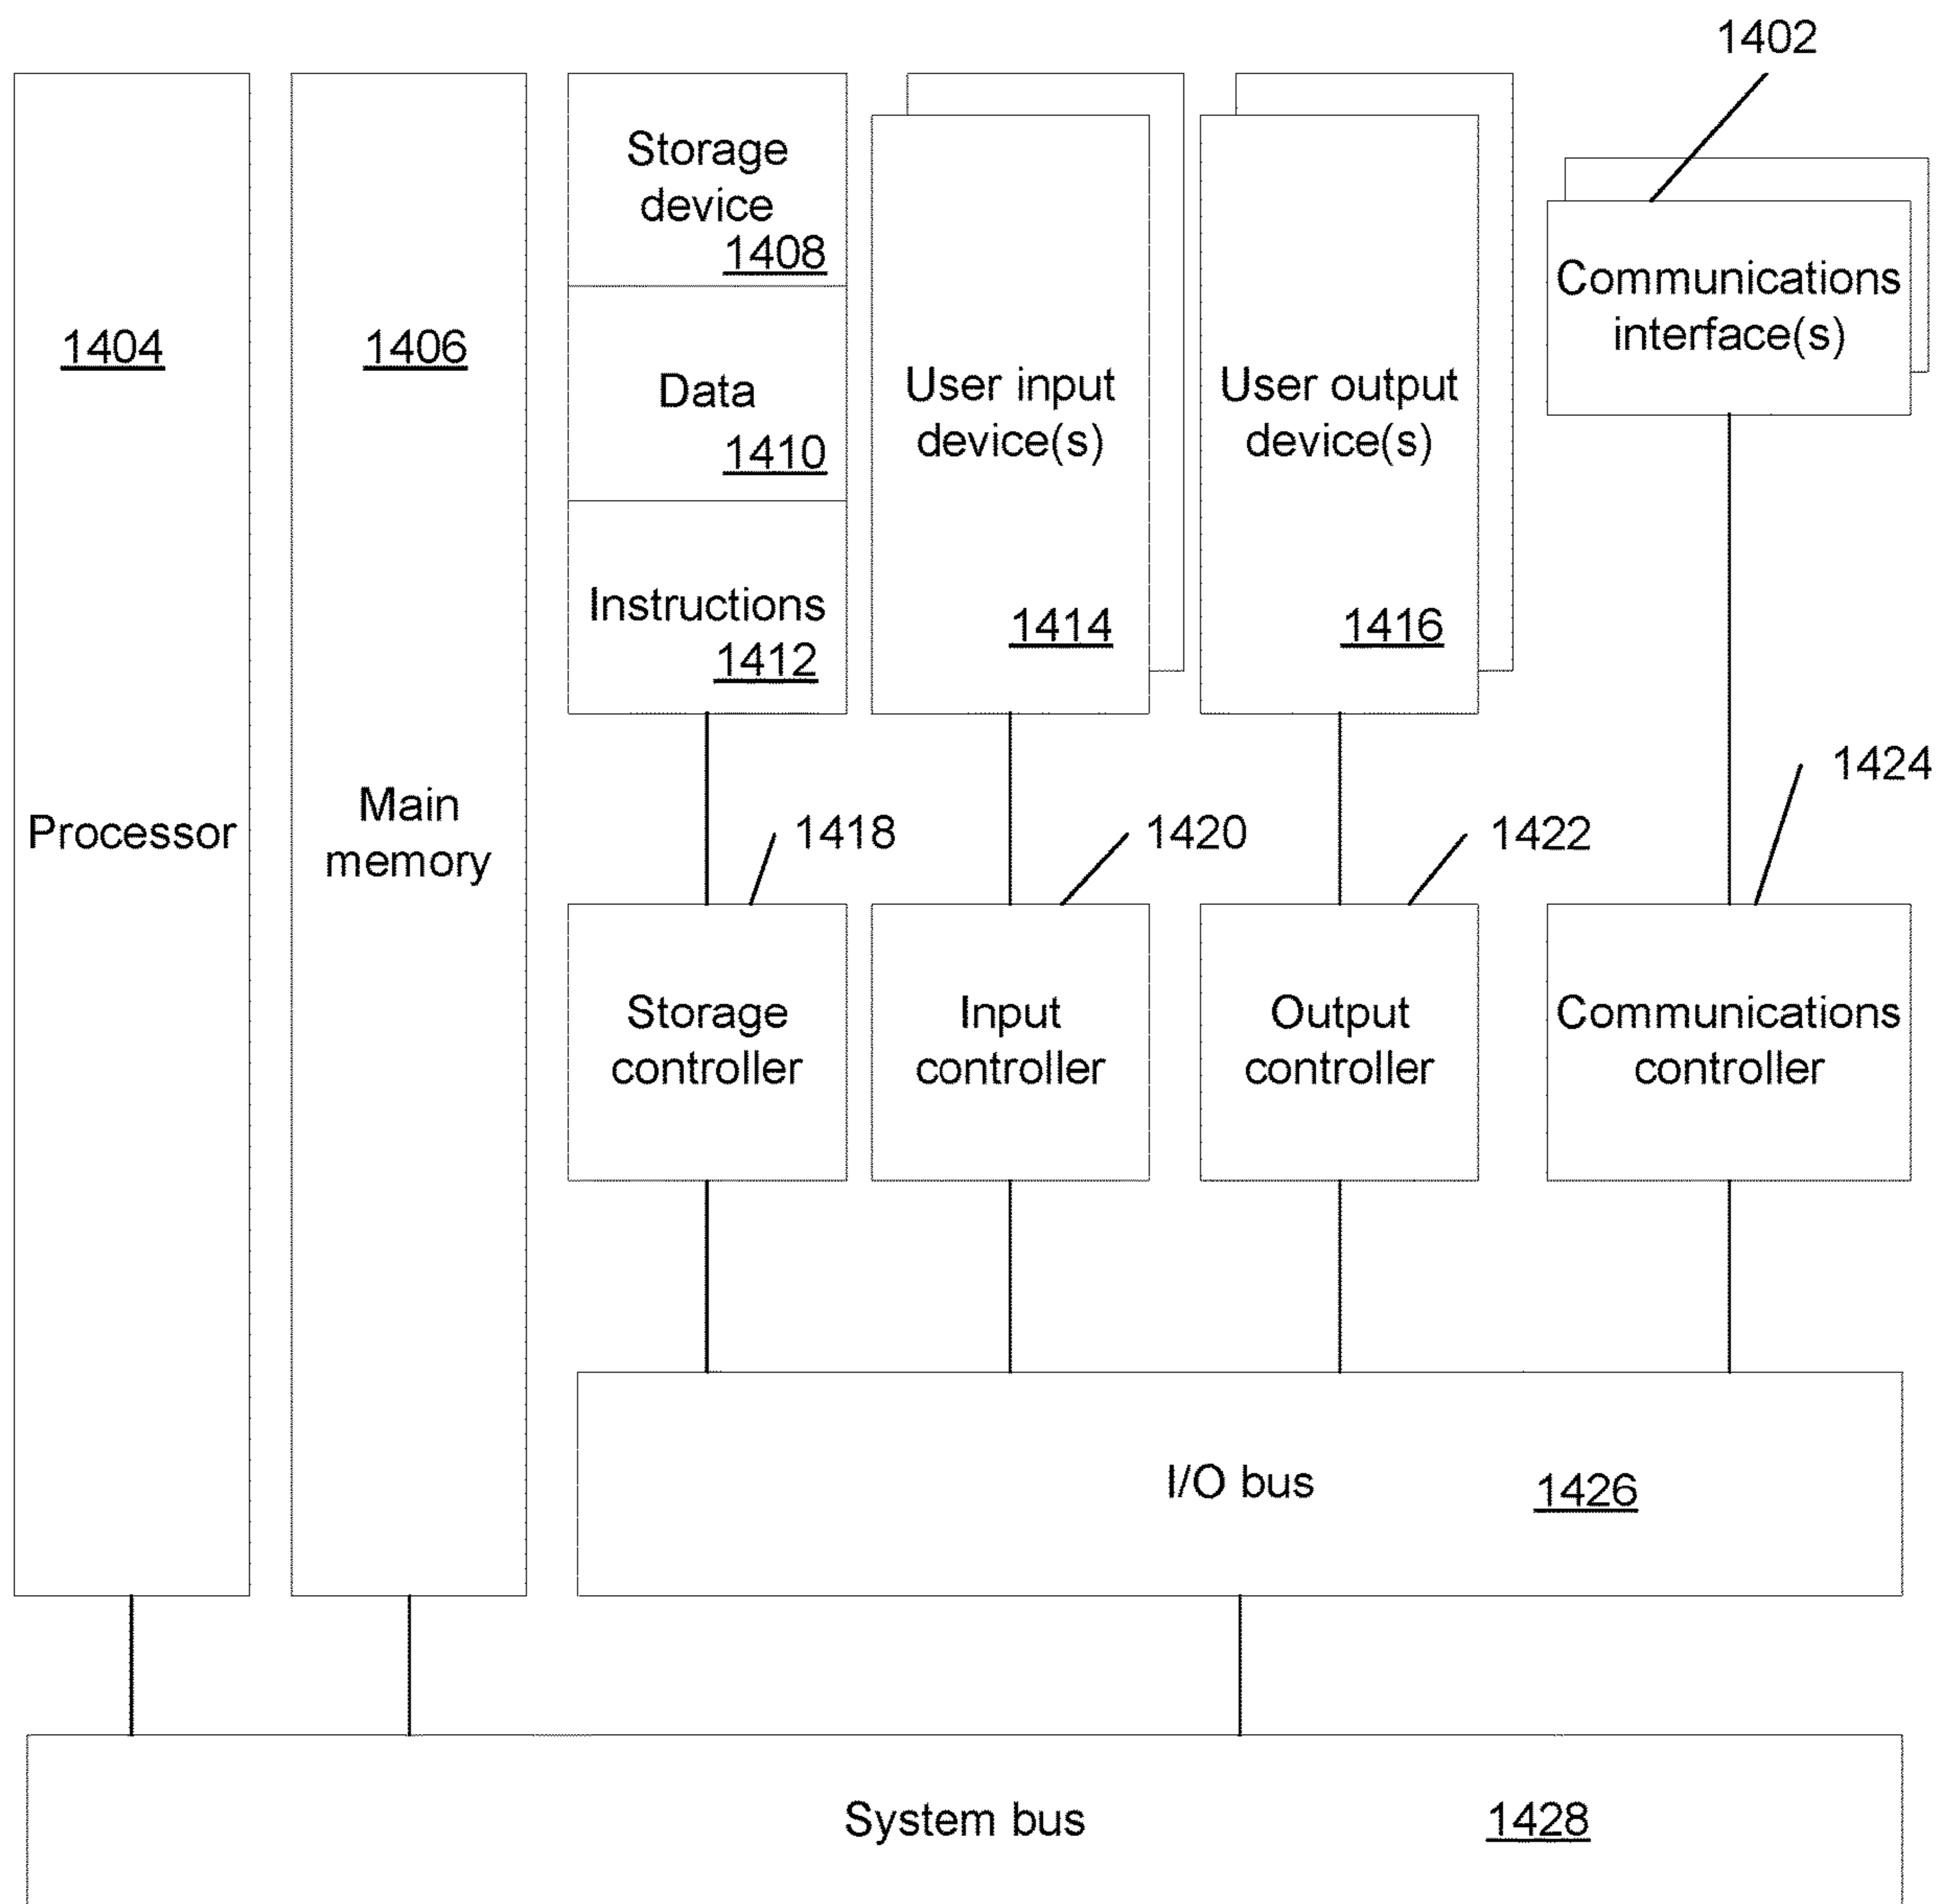 1402
Storage
device
1408
Communications
interface(s)
1404
1406
Data
1410
User input
device(s)
User output
device(s)
Instructions
1412
1414
1416
1424
Processor
Main
memory
1418
1420
1422
Storage
controller
Input
controller
Output
controller
Communications
controller
I/O bus
1426
System bus
1428